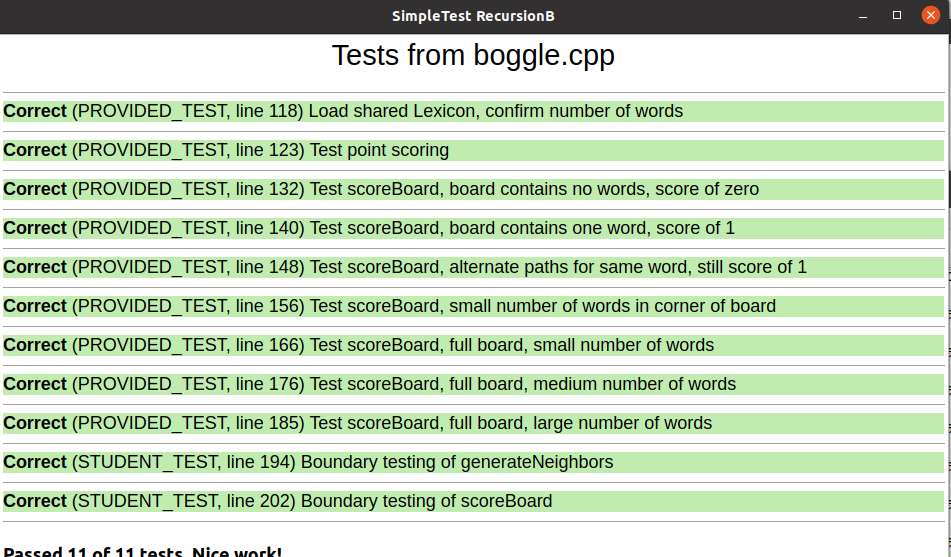 SimpleTest RecursionB
Tests from boggle.cpp
Correct (PROVIDED_TEST, line 118) Load shared Lexicon, confirm number of words
Correct (PROVIDED_TEST, line 123) Test point scoring
Correct (PROVIDED_TEST, line 132) Test scoreBoard, board contains no words, score of zero
Correct (PROVIDED_TEST, line 140) Test scoreBoard, board contains one word, score of 1
Correct (PROVIDED_TEST, line 148) Test scoreBoard, alternate paths for same word, still score of 1
Correct (PROVIDED_TEST, line 156) Test scoreBoard, small number of words in corner of board
Correct (PROVIDED_TEST, line 166) Test scoreBoard, full board, small number of words
Correct (PROVIDED_TEST, line 176) Test scoreBoard, full board, medium number of words
Correct (PROVIDED_TEST, line 185) Test scoreBoard, full board, large number of words
Correct (STUDENT_TEST, line 194) Boundary testing of generateNeighbors
Correct (STUDENT_TEST, line 202) Boundary testing of scoreBoard
Passed 11 of 11 tests. Nice work!